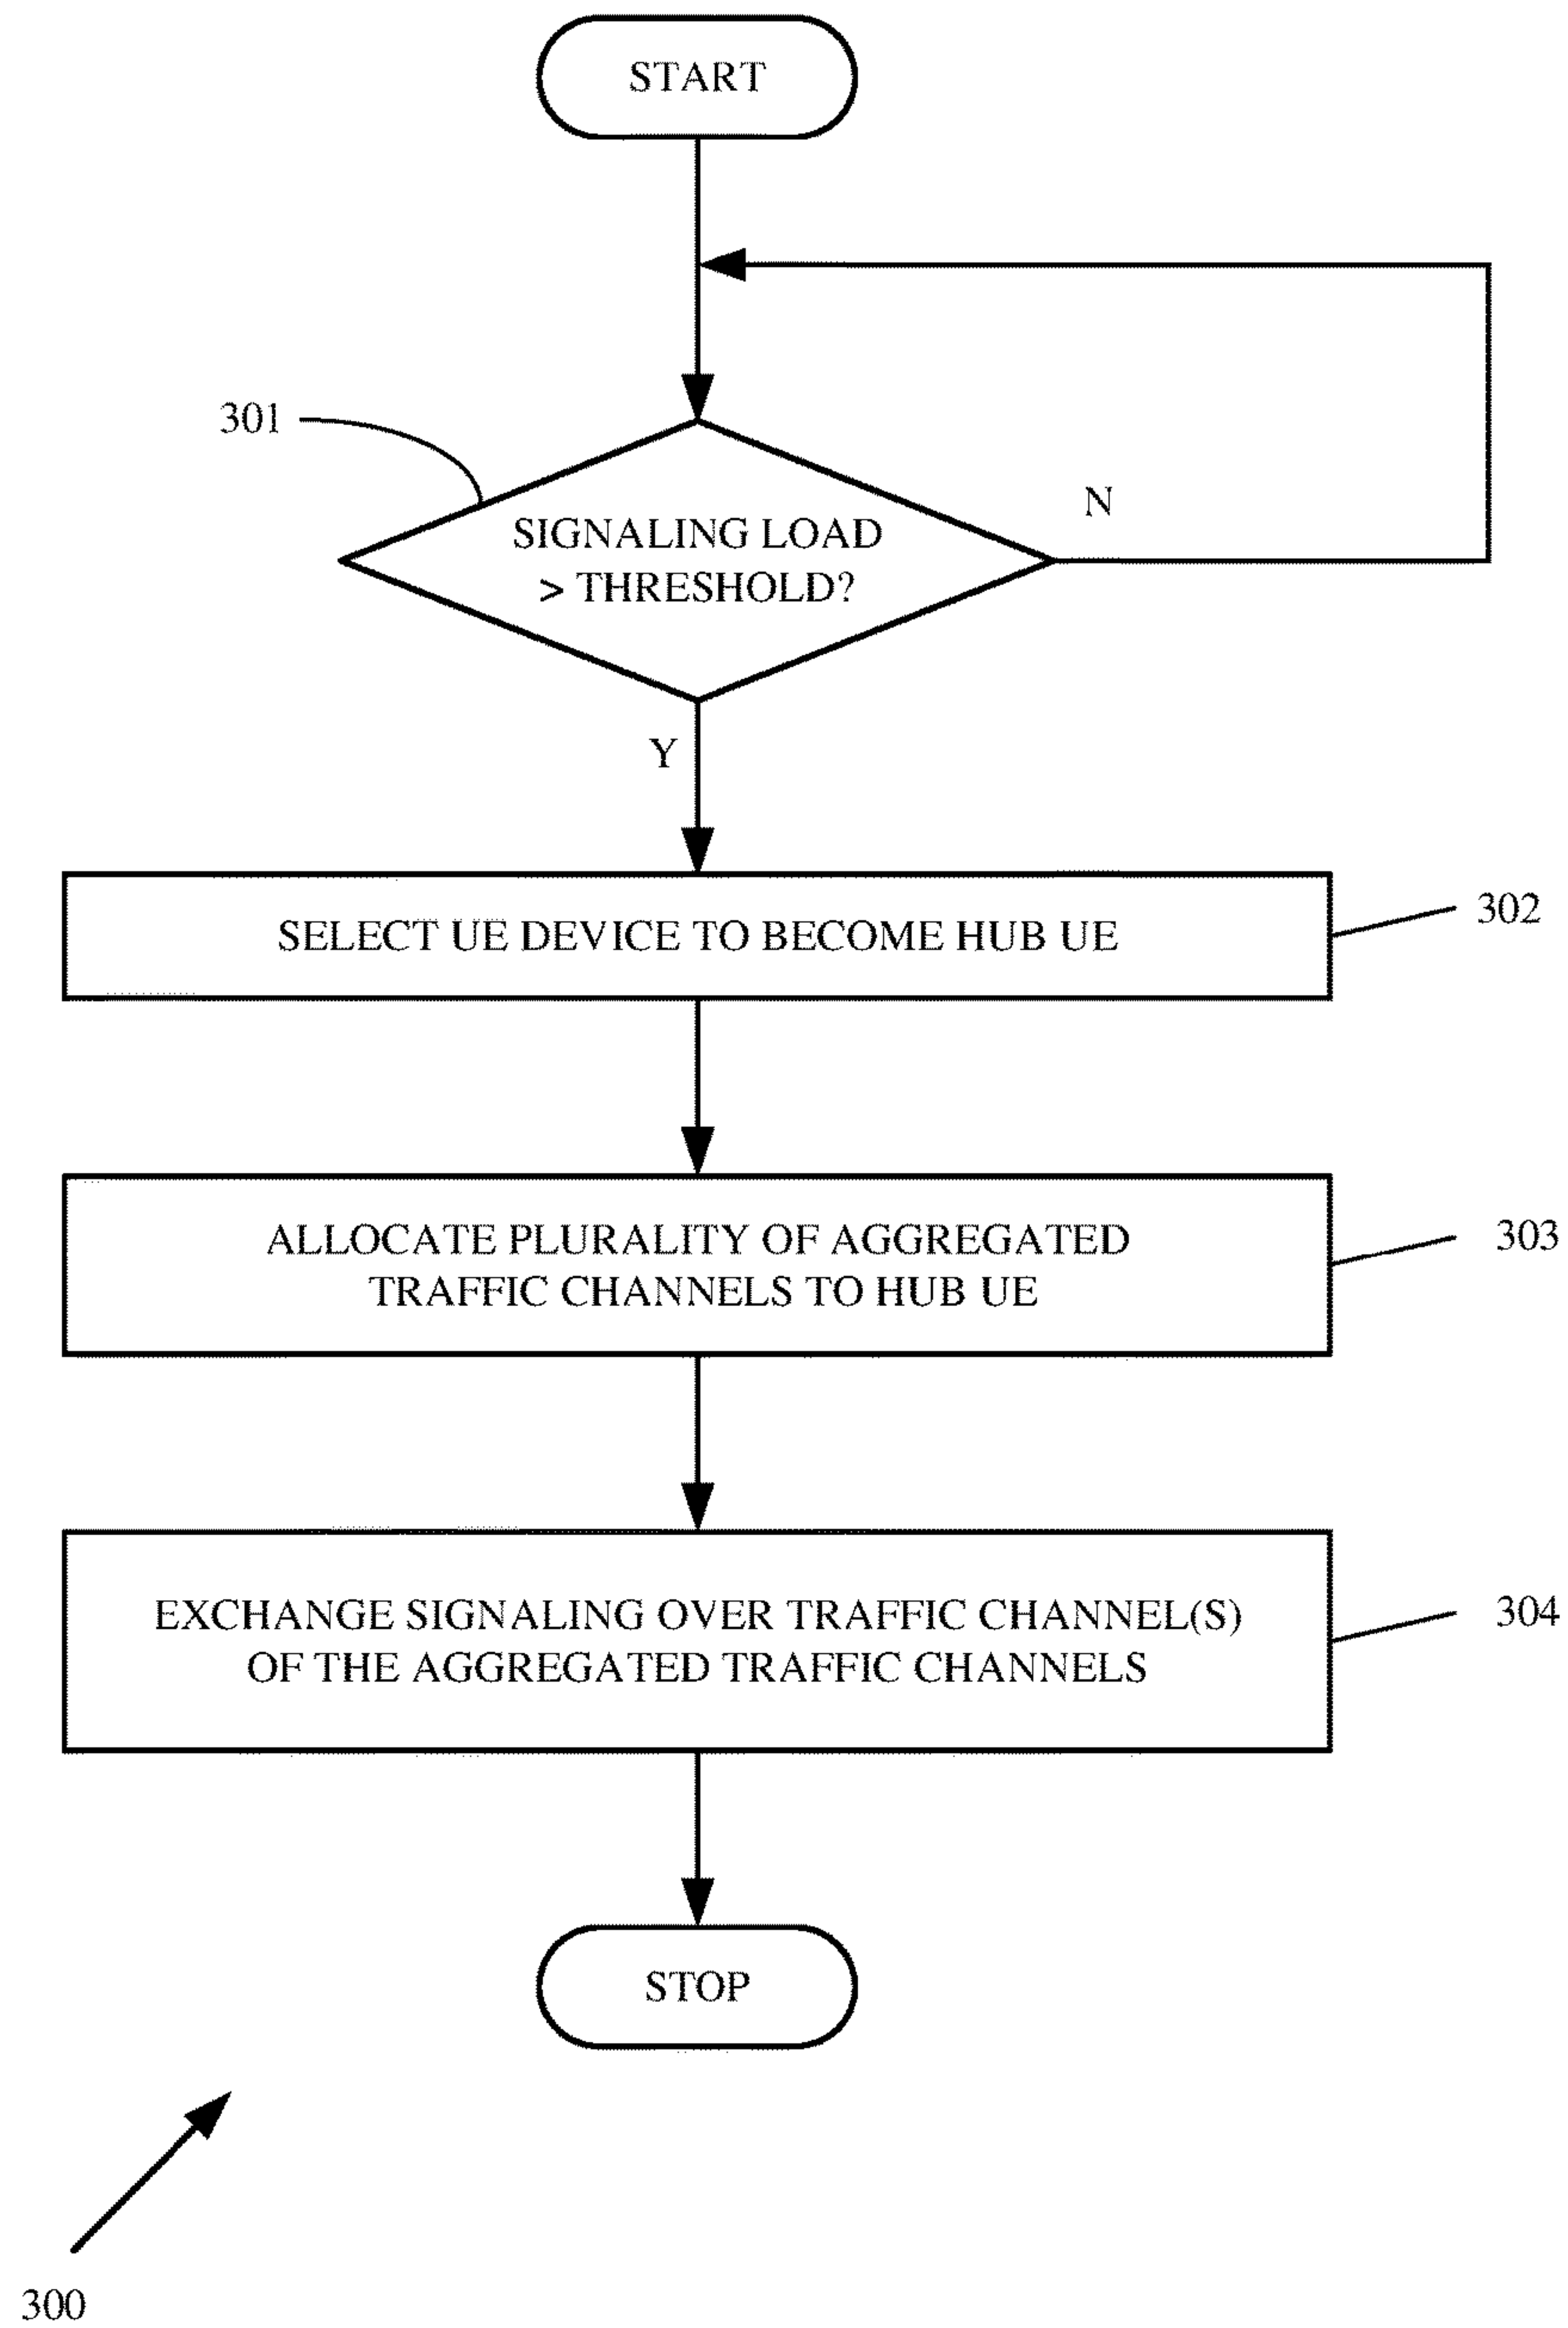 START
301
SIGNALING LOAD
> THRESHOLD?
N
Y
SELECT UE DEVICE TO BECOME HUB UE
302
ALLOCATE PLURALITY OF AGGREGATED
TRAFFIC CHANNELS TO HUB UE
303
EXCHANGE SIGNALING OVER TRAFFIC CHANNEL(S)
OF THE AGGREGATED TRAFFIC CHANNELS
304
STOP
300